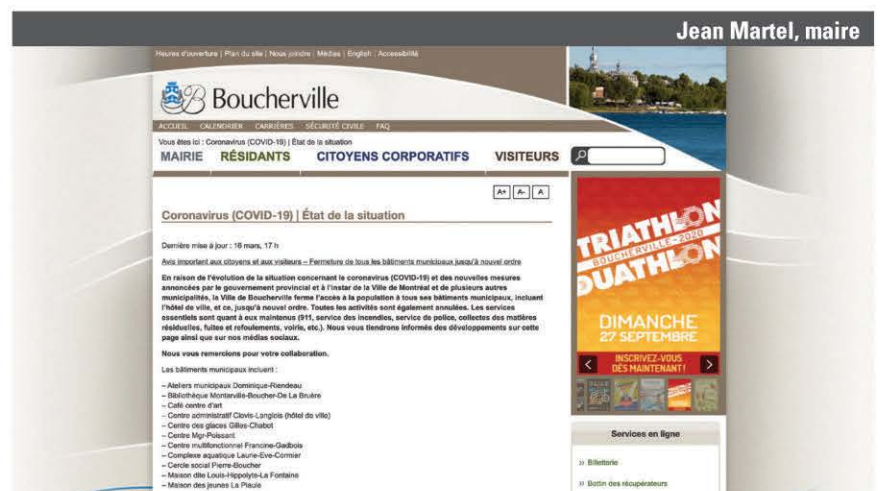 Jean Martel, maire
Heures d'ouverture | Plan du site | Nous joindre | Médias | English | Accessibilité
Boucherville
ACCUEIL CALENDRIER CARRIÈRES SÉCURITÉ CIVILE FAQ
Vous êtes ici : Coronavirus (COVID-19) | État de la situation
MAIRIE RÉSIDANTS CITOYENS CORPORATIFS VISITEURS
A+ A- A
Coronavirus (COVID-19) | État de la situation
Dernière mise à jour : 16 mars, 17 h
Avis important aux citoyens et aux visiteurs – Fermeture de tous les bâtiments municipaux jusqu'à nouvel ordre
En raison de l'évolution de la situation concernant le coronavirus (COVID-19) et des nouvelles mesures
annoncées par le gouvernement provincial et à l'instar de la Ville de Montréal et de plusieurs autres
municipalités, la Ville de Boucherville ferme l'accès à la population à tous ses bâtiments municipaux, incluant
l'hôtel de ville, et ce, jusqu'à nouvel ordre. Toutes les activités sont également annulées. Les services
essentiels sont quant à eux maintenus (911, service des incendies, service de police, collectes des matières
résiduelles, fuites et refoulements, voirie, etc.). Nous vous tiendrons informés des développements sur cette
page ainsi que sur nos médias sociaux.
Nous vous remercions pour votre collaboration.
Les bâtiments municipaux incluent :
– Ateliers municipaux Dominique-Riendeau
– Bibliothèque Montarville-Boucher-De La Bruère
– Café centre d'art
– Centre administratif Clovis-Langlois (hôtel de ville)
– Centre des glaces Gilles-Chabot
– Centre Mgr-Poissant
– Centre multifonctionnel Francine-Gadbois
– Complexe aquatique Laurie-Eve-Cormier
– Cercle social Pierre-Boucher
– Maison dite Louis-Hippolyte-La Fontaine
– Maison des jeunes La Piaule
TRIATHLON
BOUCHERVILLE - 2020
DUATHLON
DIMANCHE
27 SEPTEMBRE
INSCRIVEZ-VOUS
DÈS MAINTENANT!
Services en ligne
» Billetterie
» Bottin des récupérateurs